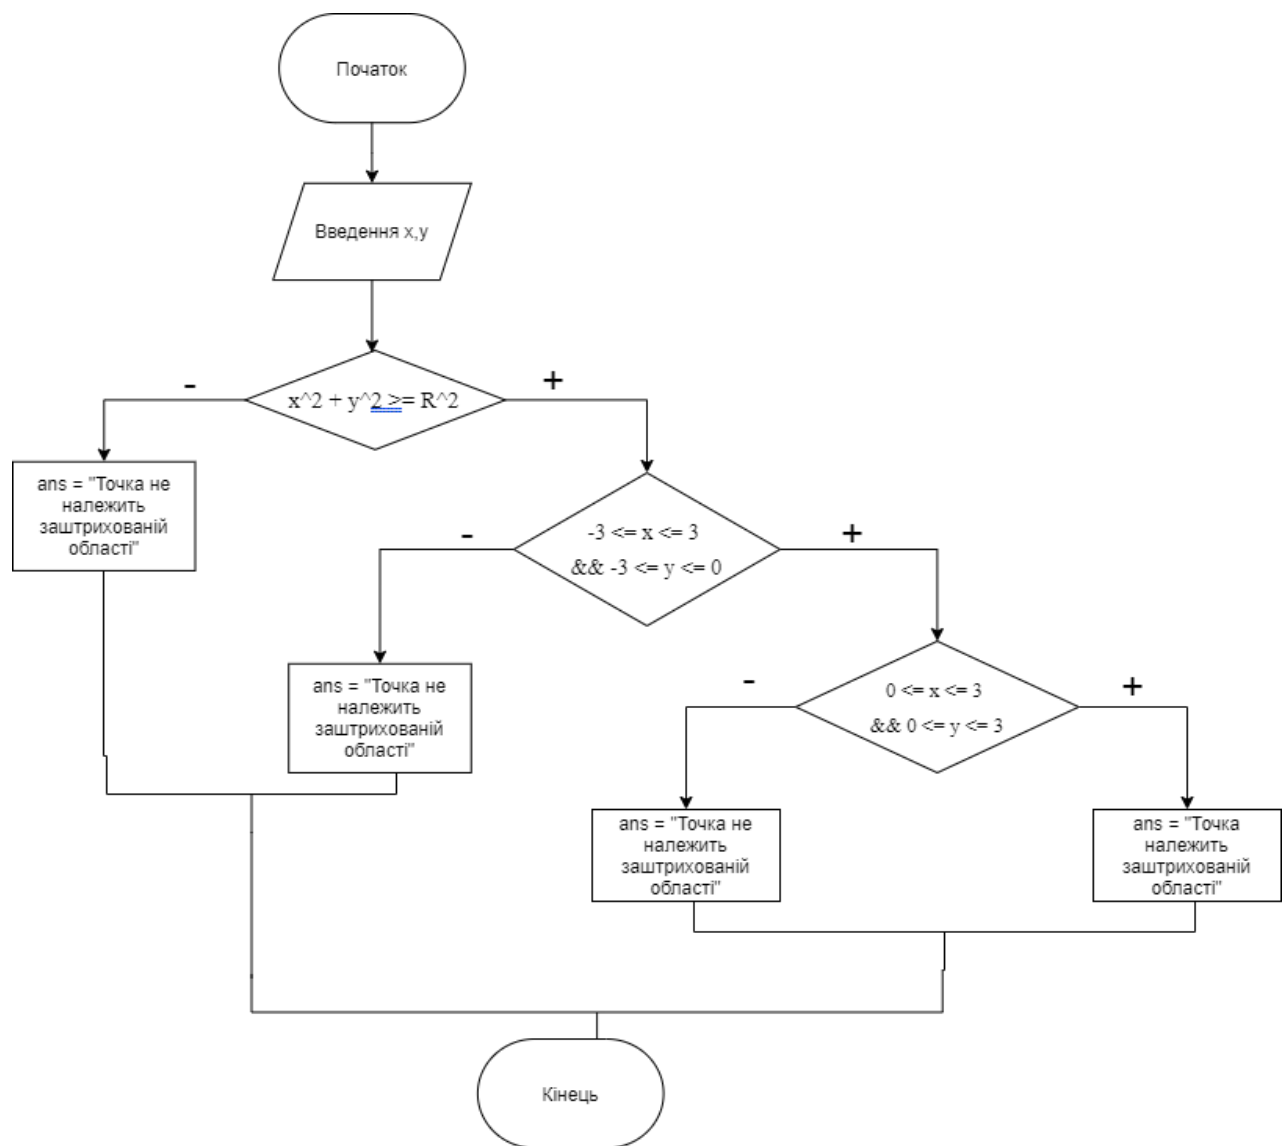 Початок
Введення x,y
-
+
x^2 + y^2 >= R^2
ans = "Точка не
належить
заштрихованій
області"
-
+
-3 <= x <= 3
&& -3 <= y <= 0
ans = "Точка не
належить
заштрихованій
області"
-
+
0 <= x <= 3
&& 0 <= y <= 3
ans = "Точка не
належить
заштрихованій
області"
ans = "Точка
належить
заштрихованій
області"
Кінець